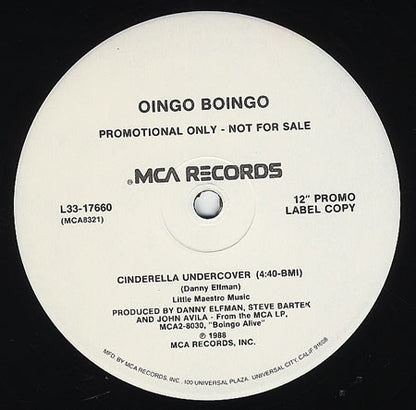 OINGO BOINGO
PROMOTIONAL ONLY - NOT FOR SALE
® MCA RECORDS
L33-17660
(MCA8321)
12" PROMO
LABEL COPY
CINDERELLA UNDERCOVER (4:40-BMI)
(Danny Elfman)
Little Maestro Music
PRODUCED BY DANNY ELFMAN, STEVE BARTEK
AND JOHN AVILA - From the MCA LP.
MCA2-8030, "Boingo Alive"
℗ 1988
MCA RECORDS, INC.
MFD. BY MCA RECORDS, INC. 100 UNIVERSAL PLAZA, UNIVERSAL CITY, CALIF 91608